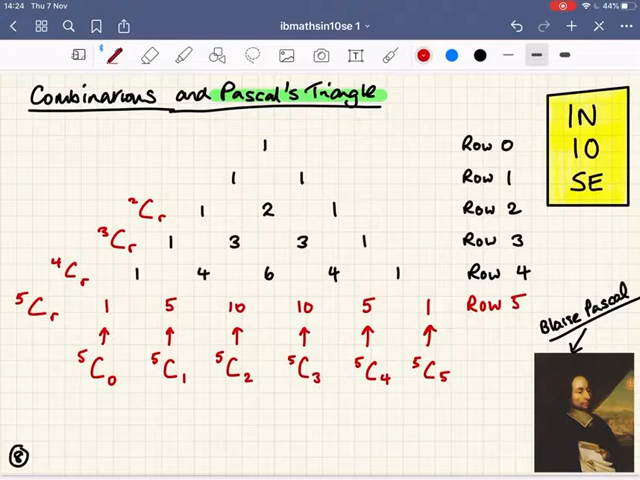 14:24 Thu 7 Nov
44%
ibmathsin10se 1
Combinations and Pascal's Triangle
IN
10
SE
1 Row 0
1 1 Row 1
²Cᵣ 1 2 1 Row 2
³Cᵣ 1 3 3 1 Row 3
⁴Cᵣ 1 4 6 4 1 Row 4
⁵Cᵣ 1 5 10 10 5 1 Row 5
⁵C₀ ⁵C₁ ⁵C₂ ⁵C₃ ⁵C₄ ⁵C₅
Blaise Pascal
8